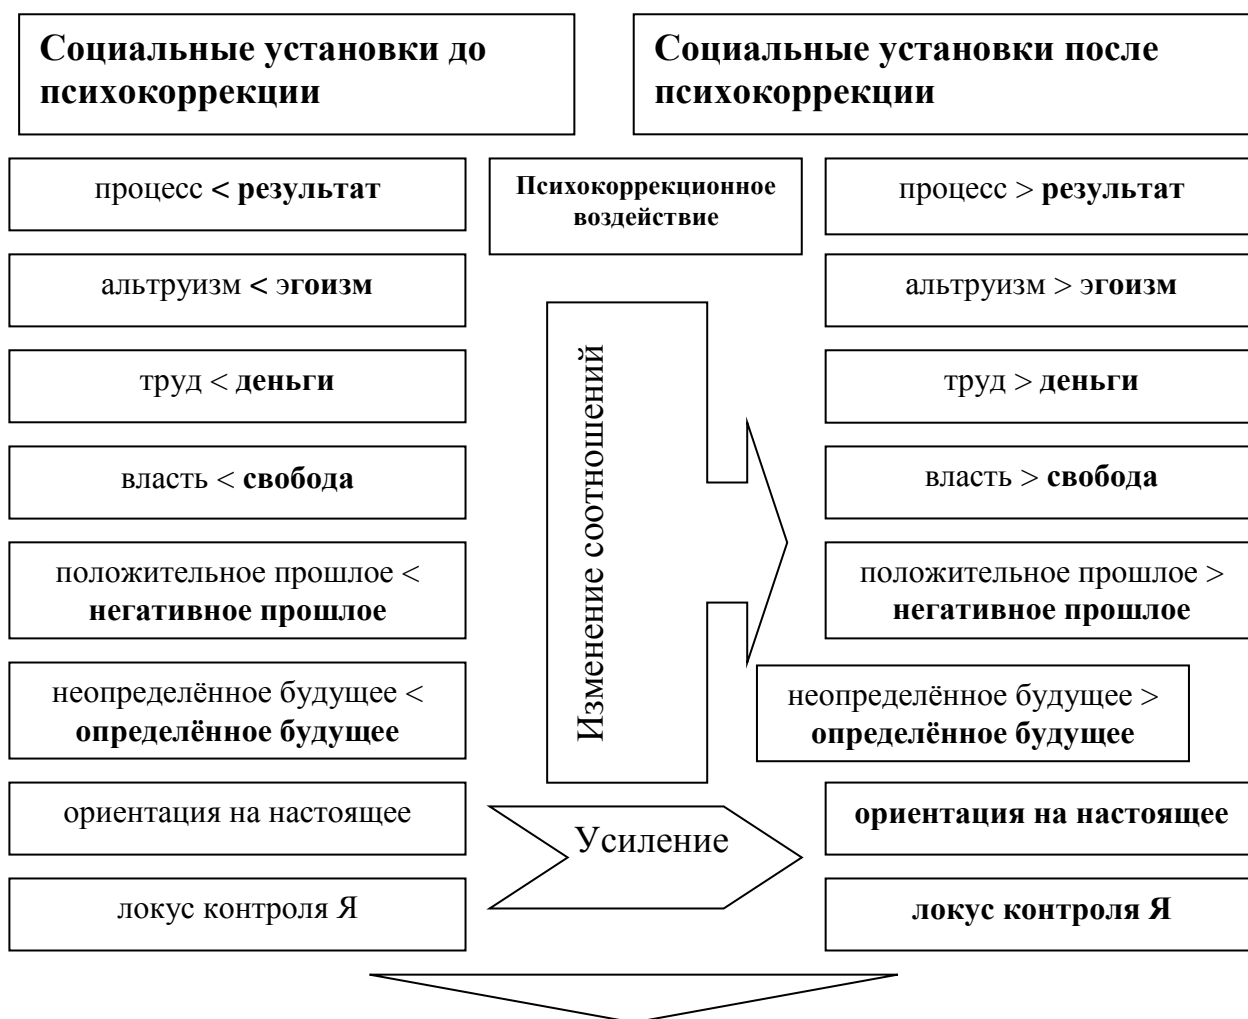 Социальные установки до
психокоррекции
Социальные установки после
психокоррекции
процесс < результат
Психокоррекционное
воздействие
процесс > результат
альтруизм < эгоизм
альтруизм > эгоизм
труд < деньги
труд > деньги
власть < свобода
власть > свобода
Изменение соотношений
положительное прошлое <
негативное прошлое
положительное прошлое >
негативное прошлое
неопределённое будущее <
определённое будущее
неопределённое будущее >
определённое будущее
ориентация на настоящее
Усиление
ориентация на настоящее
локус контроля Я
локус контроля Я